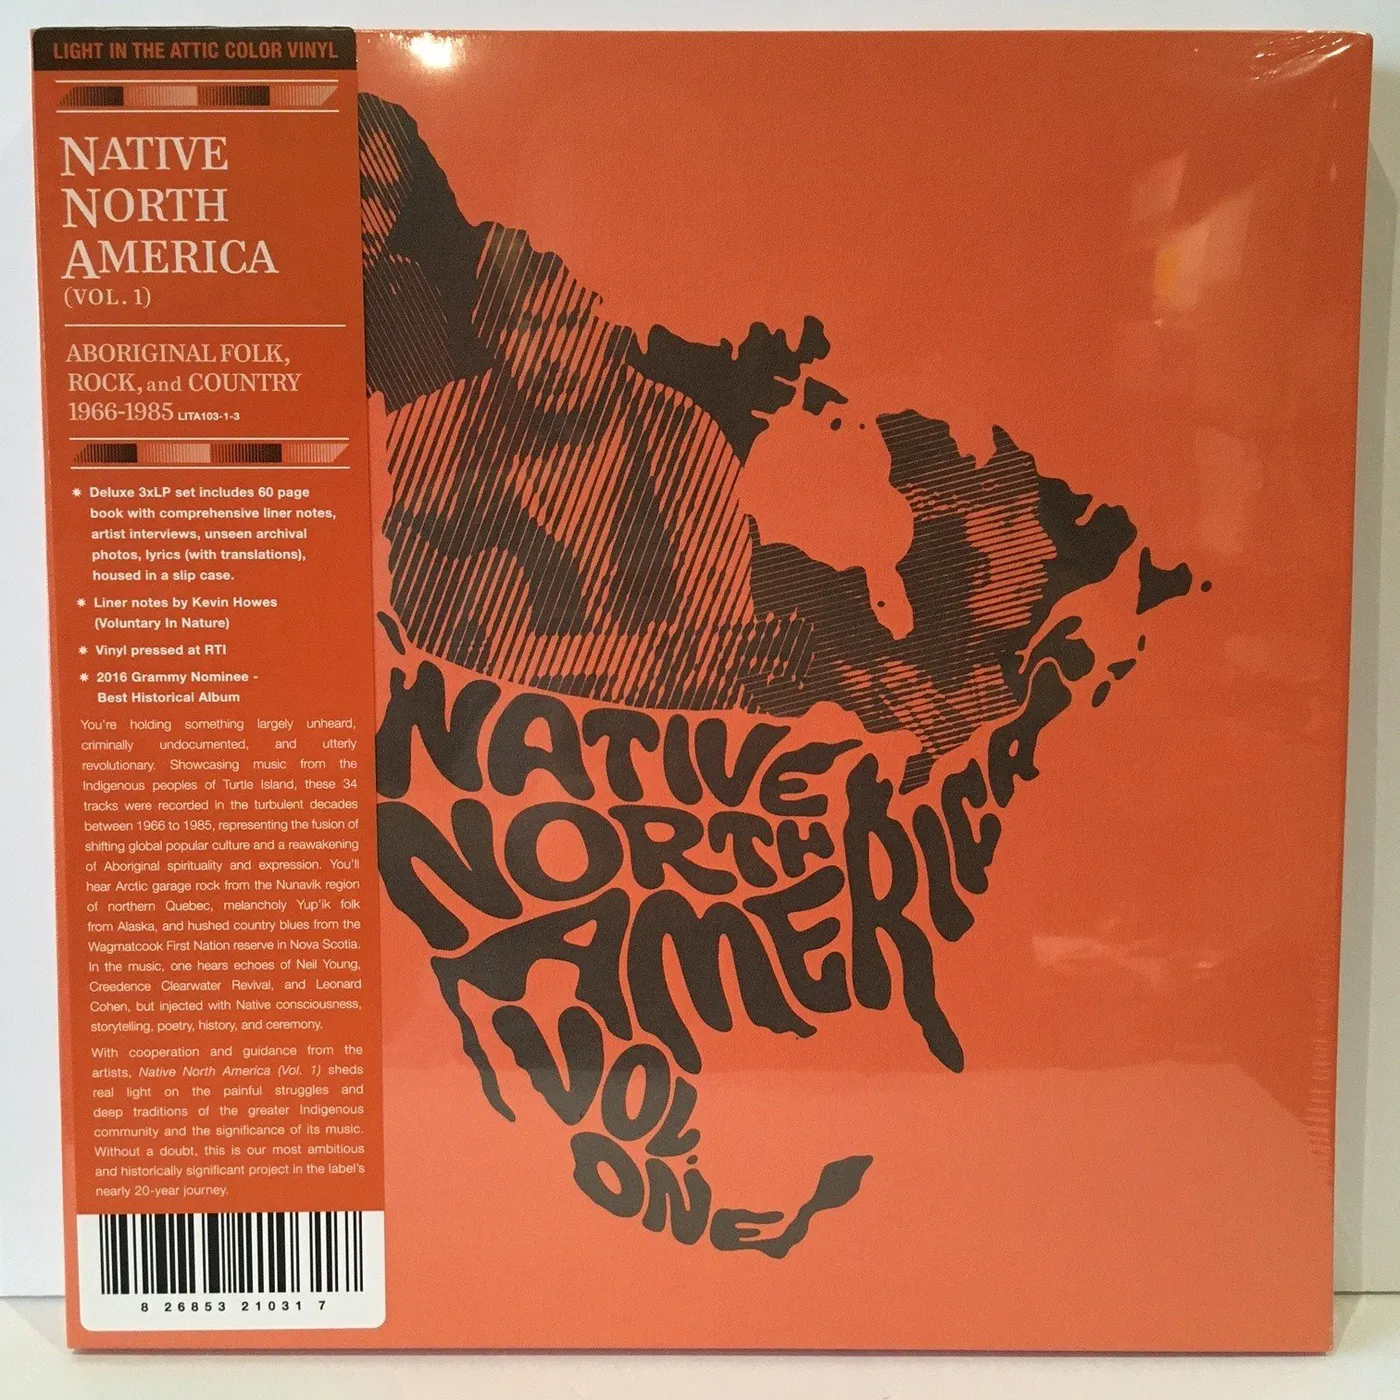 LIGHT IN THE ATTIC COLOR VINYL
NATIVE
NORTH
AMERICA
(VOL. 1)
ABORIGINAL FOLK,
ROCK, and COUNTRY
1966-1985 LITA103-1-3
✷ Deluxe 3xLP set includes 60 page
book with comprehensive liner notes,
artist interviews, unseen archival
photos, lyrics (with translations),
housed in a slip case.
✷ Liner notes by Kevin Howes
(Voluntary In Nature)
✷ Vinyl pressed at RTI
✷ 2016 Grammy Nominee -
Best Historical Album
You're holding something largely unheard,
criminally undocumented, and utterly
revolutionary. Showcasing music from the
Indigenous peoples of Turtle Island, these 34
tracks were recorded in the turbulent decades
between 1966 to 1985, representing the fusion of
shifting global popular culture and a reawakening
of Aboriginal spirituality and expression. You'll
hear Arctic garage rock from the Nunavik region
of northern Quebec, melancholy Yup'ik folk
from Alaska, and hushed country blues from the
Wagmatcook First Nation reserve in Nova Scotia.
In the music, one hears echoes of Neil Young,
Creedence Clearwater Revival, and Leonard
Cohen, but injected with Native consciousness,
storytelling, poetry, history, and ceremony.
With cooperation and guidance from the
artists, Native North America (Vol. 1) sheds
real light on the painful struggles and
deep traditions of the greater Indigenous
community and the significance of its music.
Without a doubt, this is our most ambitious
and historically significant project in the label's
nearly 20-year journey.
8 26853 21031 7
NATIVE
NORTH
AMERICA
VOL.
ONE